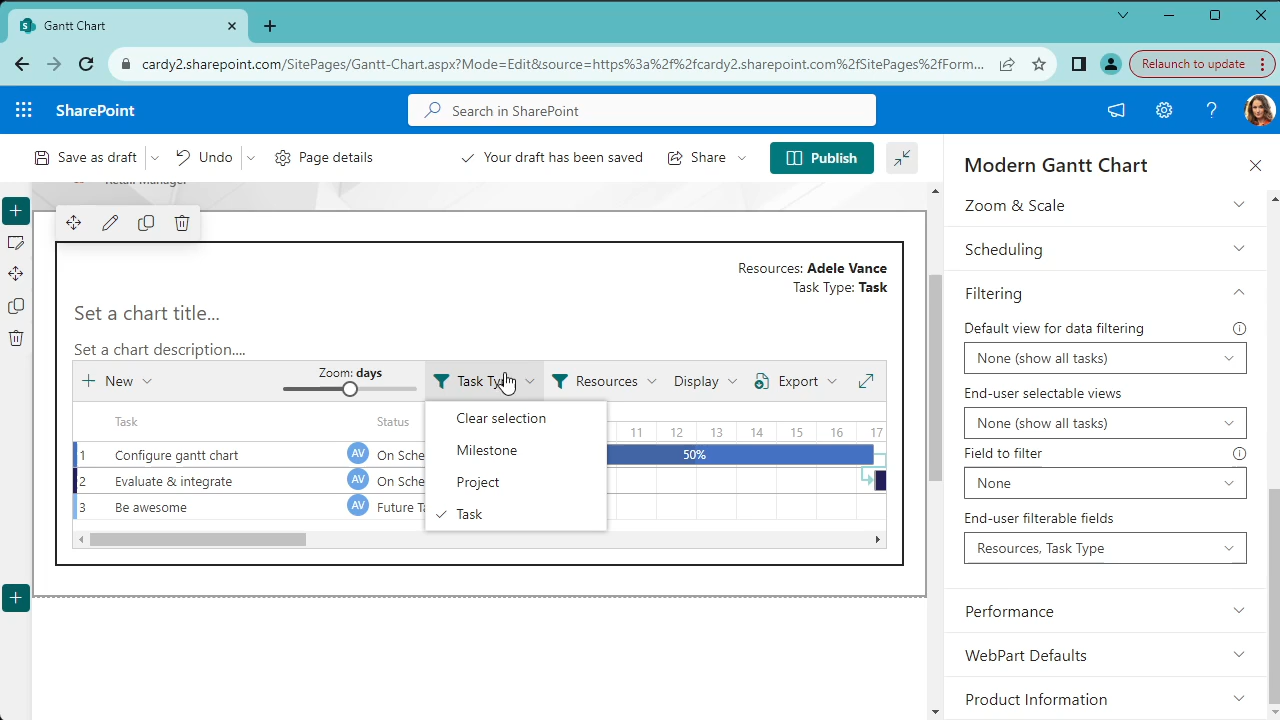 Gantt Chart
cardy2.sharepoint.com/SitePages/Gantt-Chart.aspx?Mode=Edit&source=https%3a%2f%2fcardy2.sharepoint.com%2fSitePages%2fForm...
Relaunch to update
SharePoint
Search in SharePoint
Save as draft
Undo
Page details
Your draft has been saved
Share
Publish
Retail Manager
Resources: Adele Vance
Task Type: Task
Set a chart title...
Set a chart description....
New
Zoom: days
Task Ty
Resources
Display
Export
Task
Status
11 12 13 14 15 16 17
1 Configure gantt chart AV On Sche
50%
2 Evaluate & integrate AV On Sche
3 Be awesome AV Future Ta
Clear selection
Milestone
Project
Task
Modern Gantt Chart
Zoom & Scale
Scheduling
Filtering
Default view for data filtering
None (show all tasks)
End-user selectable views
None (show all tasks)
Field to filter
None
End-user filterable fields
Resources, Task Type
Performance
WebPart Defaults
Product Information